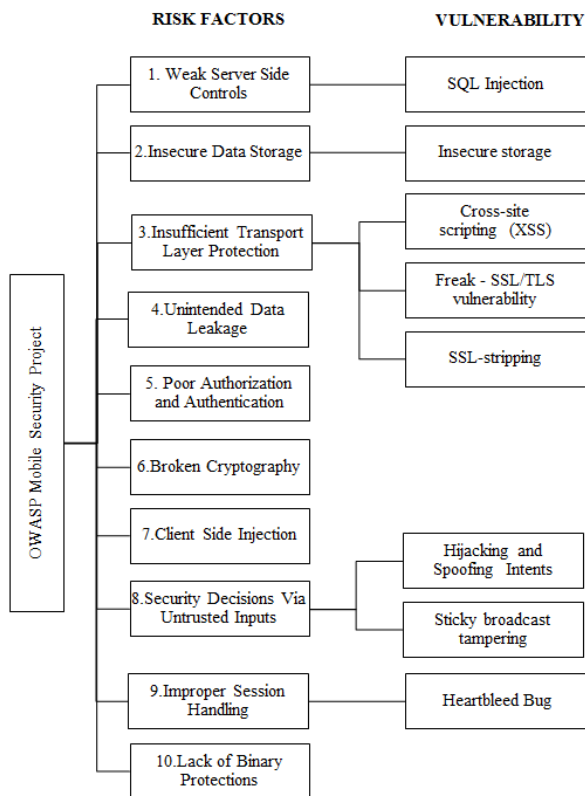 RISK FACTORS
VULNERABILITY
OWASP Mobile Security Project
1. Weak Server Side
Controls
SQL Injection
2.Insecure Data Storage
Insecure storage
3.Insufficient Transport
Layer Protection
Cross-site
scripting (XSS)
Freak - SSL/TLS
vulnerability
SSL-stripping
4.Unintended Data
Leakage
5. Poor Authorization
and Authentication
6.Broken Cryptography
7.Client Side Injection
8.Security Decisions Via
Untrusted Inputs
Hijacking and
Spoofing Intents
Sticky broadcast
tampering
9.Improper Session
Handling
Heartbleed Bug
10.Lack of Binary
Protections